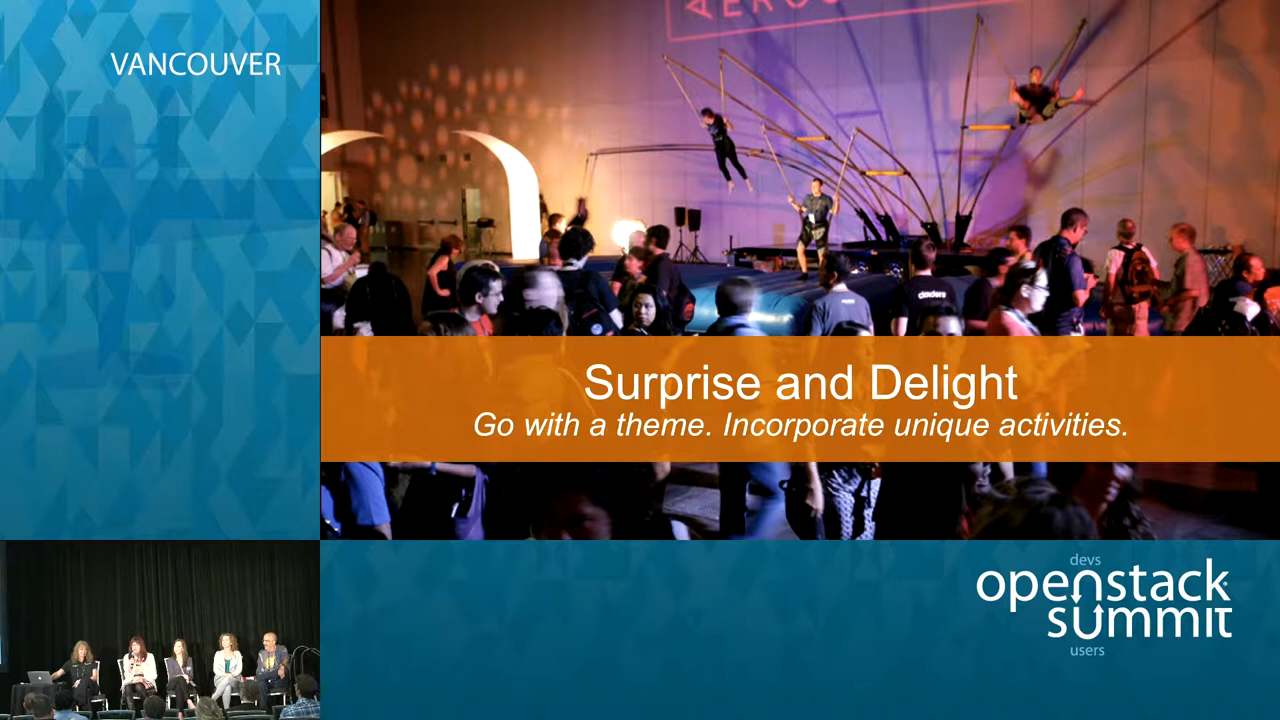 VANCOUVER
Surprise and Delight
Go with a theme. Incorporate unique activities.
devs
openstack
summit
users